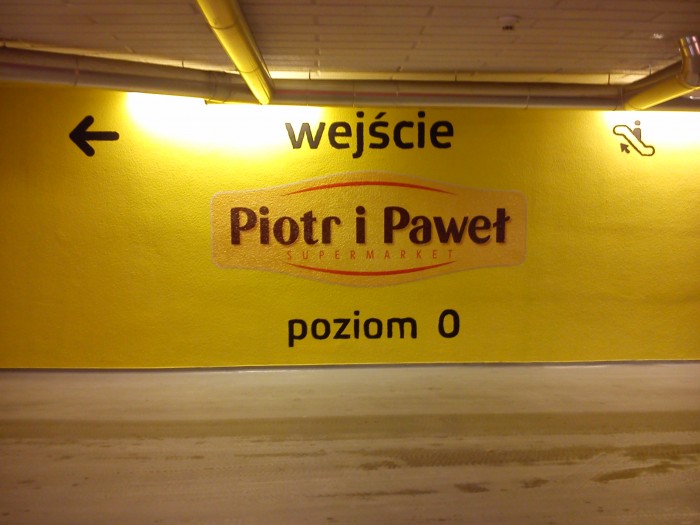 wejście
Piotr i Paweł
SUPERMARKET
poziom 0